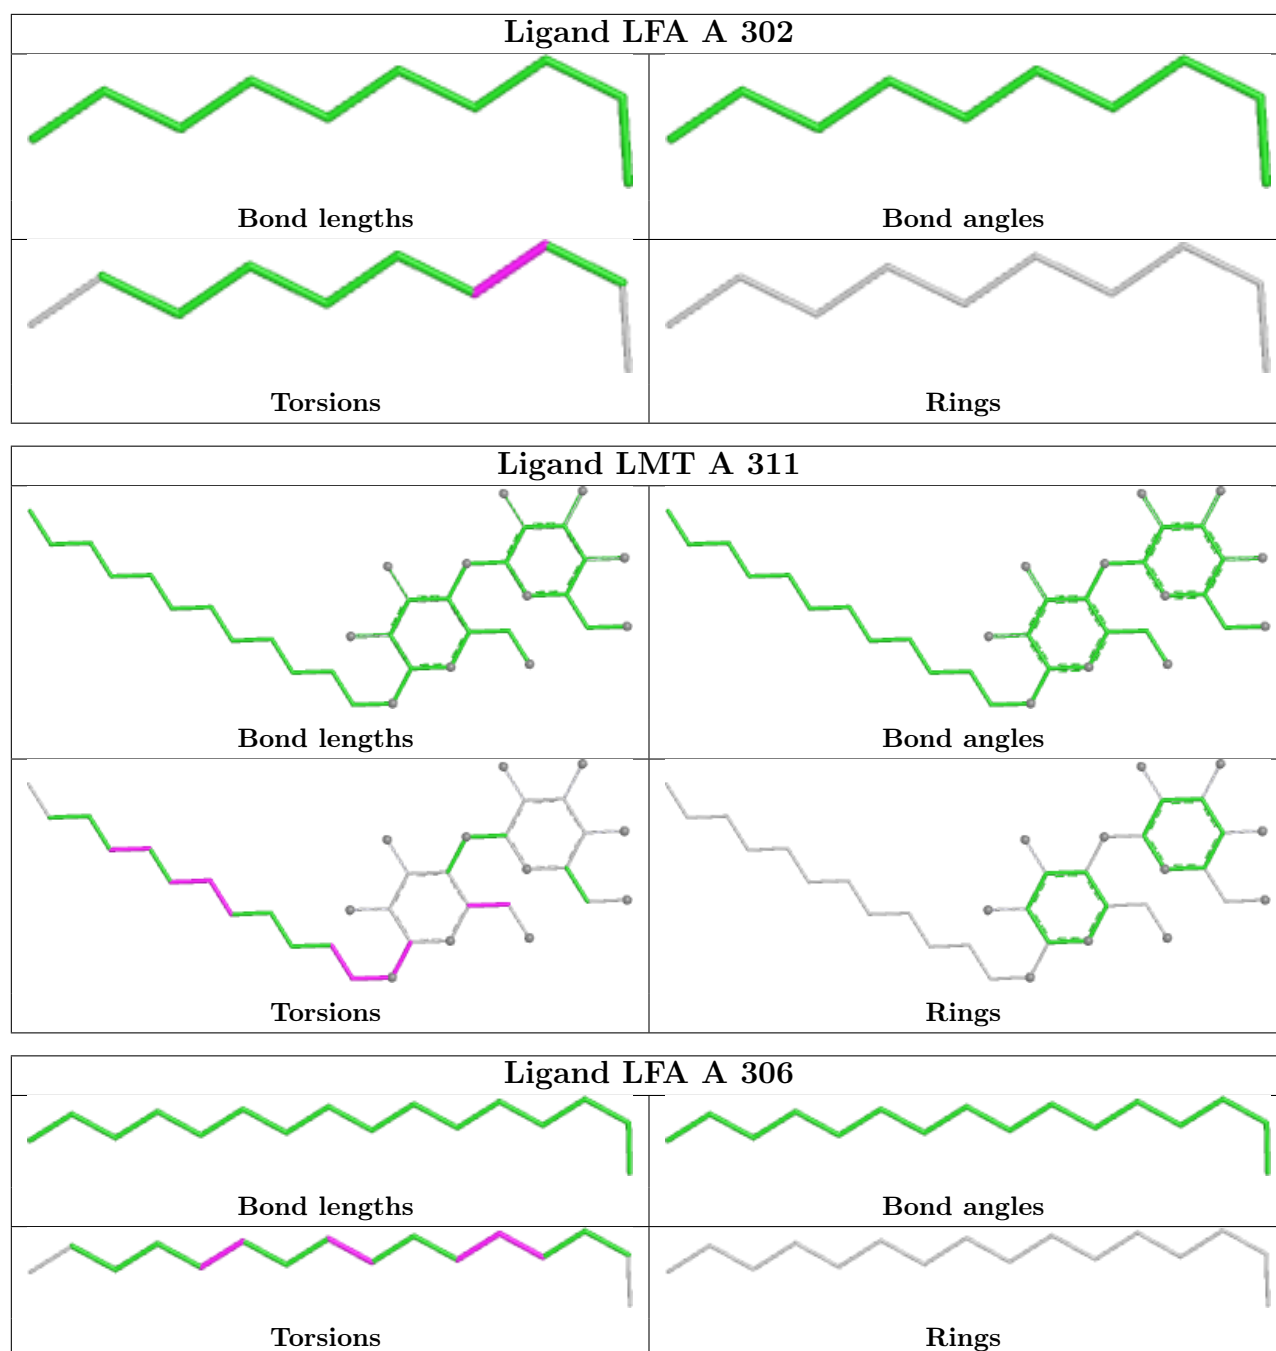 Ligand LFA A 302
Bond lengths
Bond angles
Torsions
Rings
Ligand LMT A 311
Bond lengths
Bond angles
Torsions
Rings
Ligand LFA A 306
Bond lengths
Bond angles
Torsions
Rings